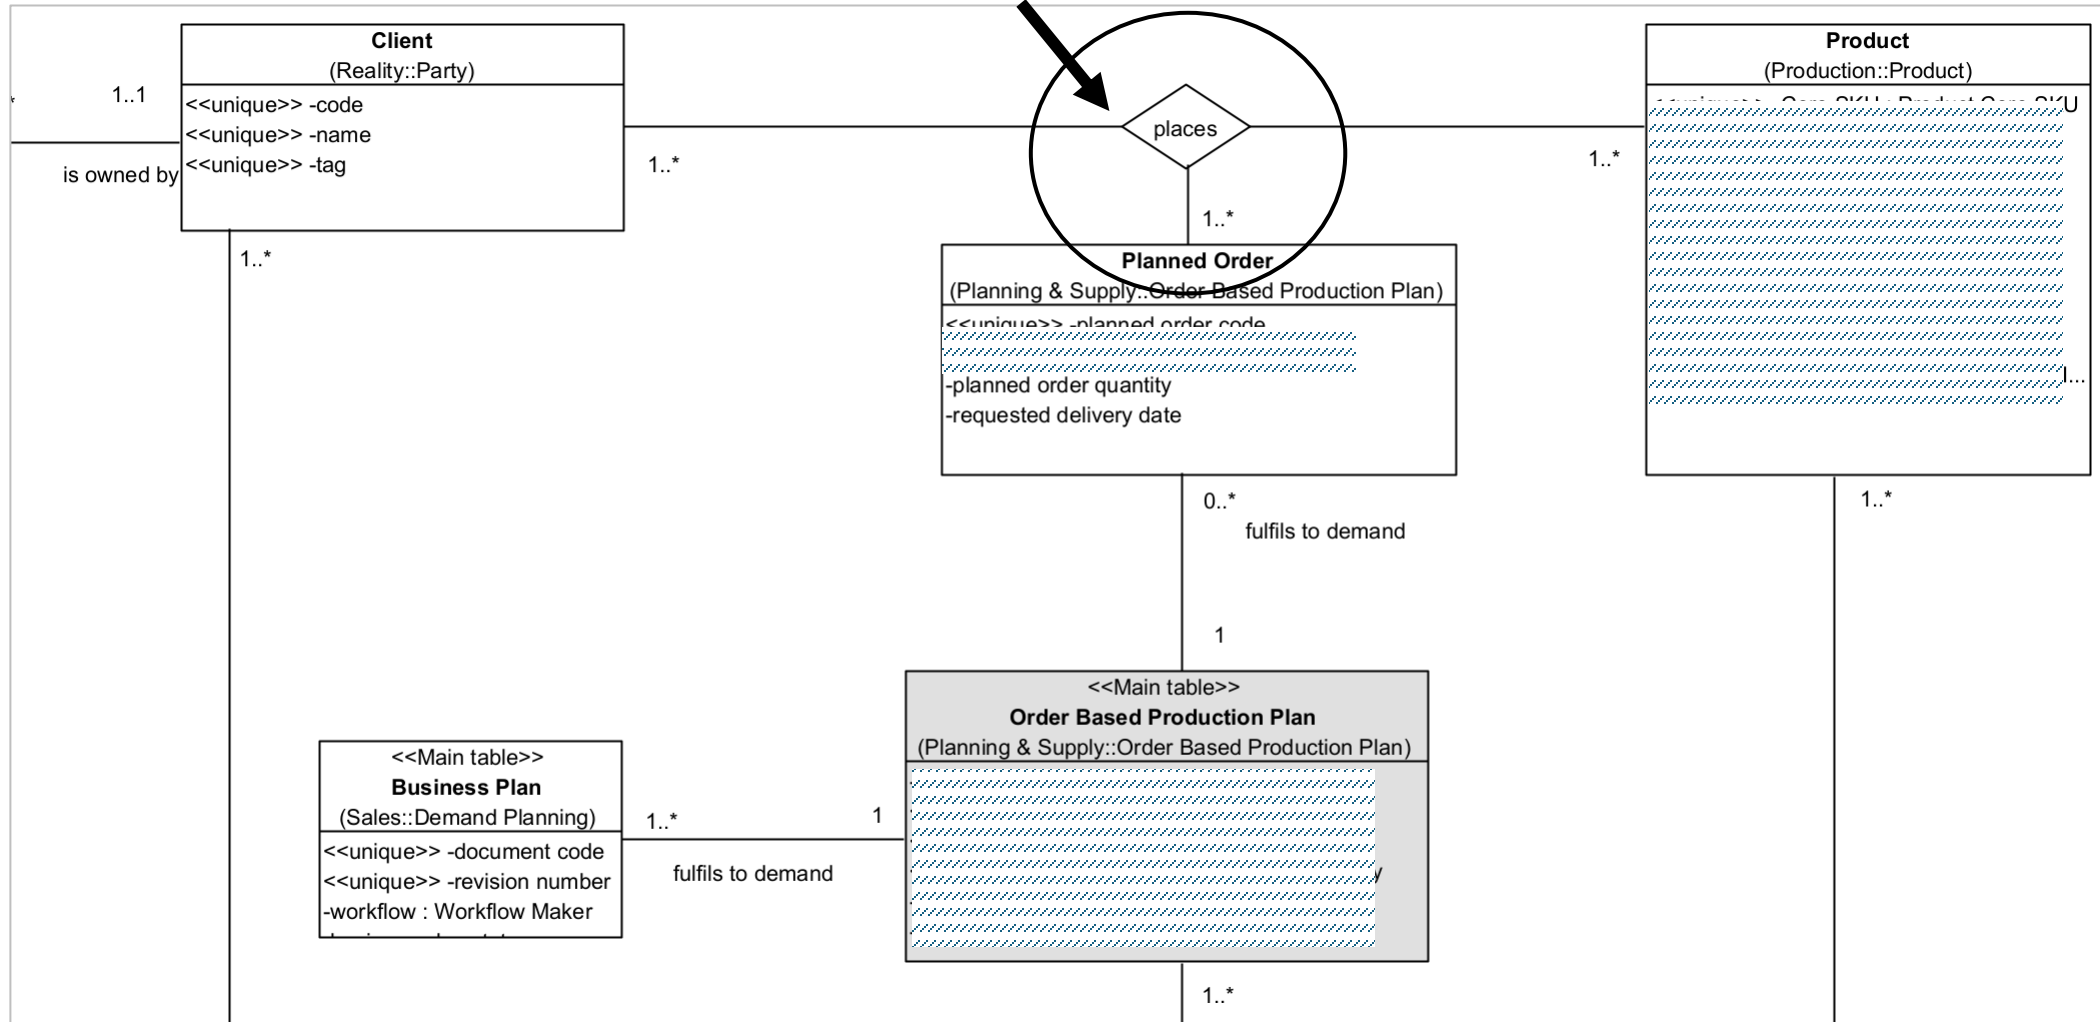 Client
(Reality::Party)
<<unique>> -code
<<unique>> -name
<<unique>> -tag
1..1
is owned by
1..*
1..*
places
1..*
1..*
Product
(Production::Product)
Planned Order
(Planning & Supply::Order Based Production Plan)
<<unique>> -planned order code
-planned order quantity
-requested delivery date
0..*
fulfils to demand
1
1..*
<<Main table>>
Order Based Production Plan
(Planning & Supply::Order Based Production Plan)
<<Main table>>
Business Plan
(Sales::Demand Planning)
<<unique>> -document code
<<unique>> -revision number
-workflow : Workflow Maker
1..*
1
fulfils to demand
1..*